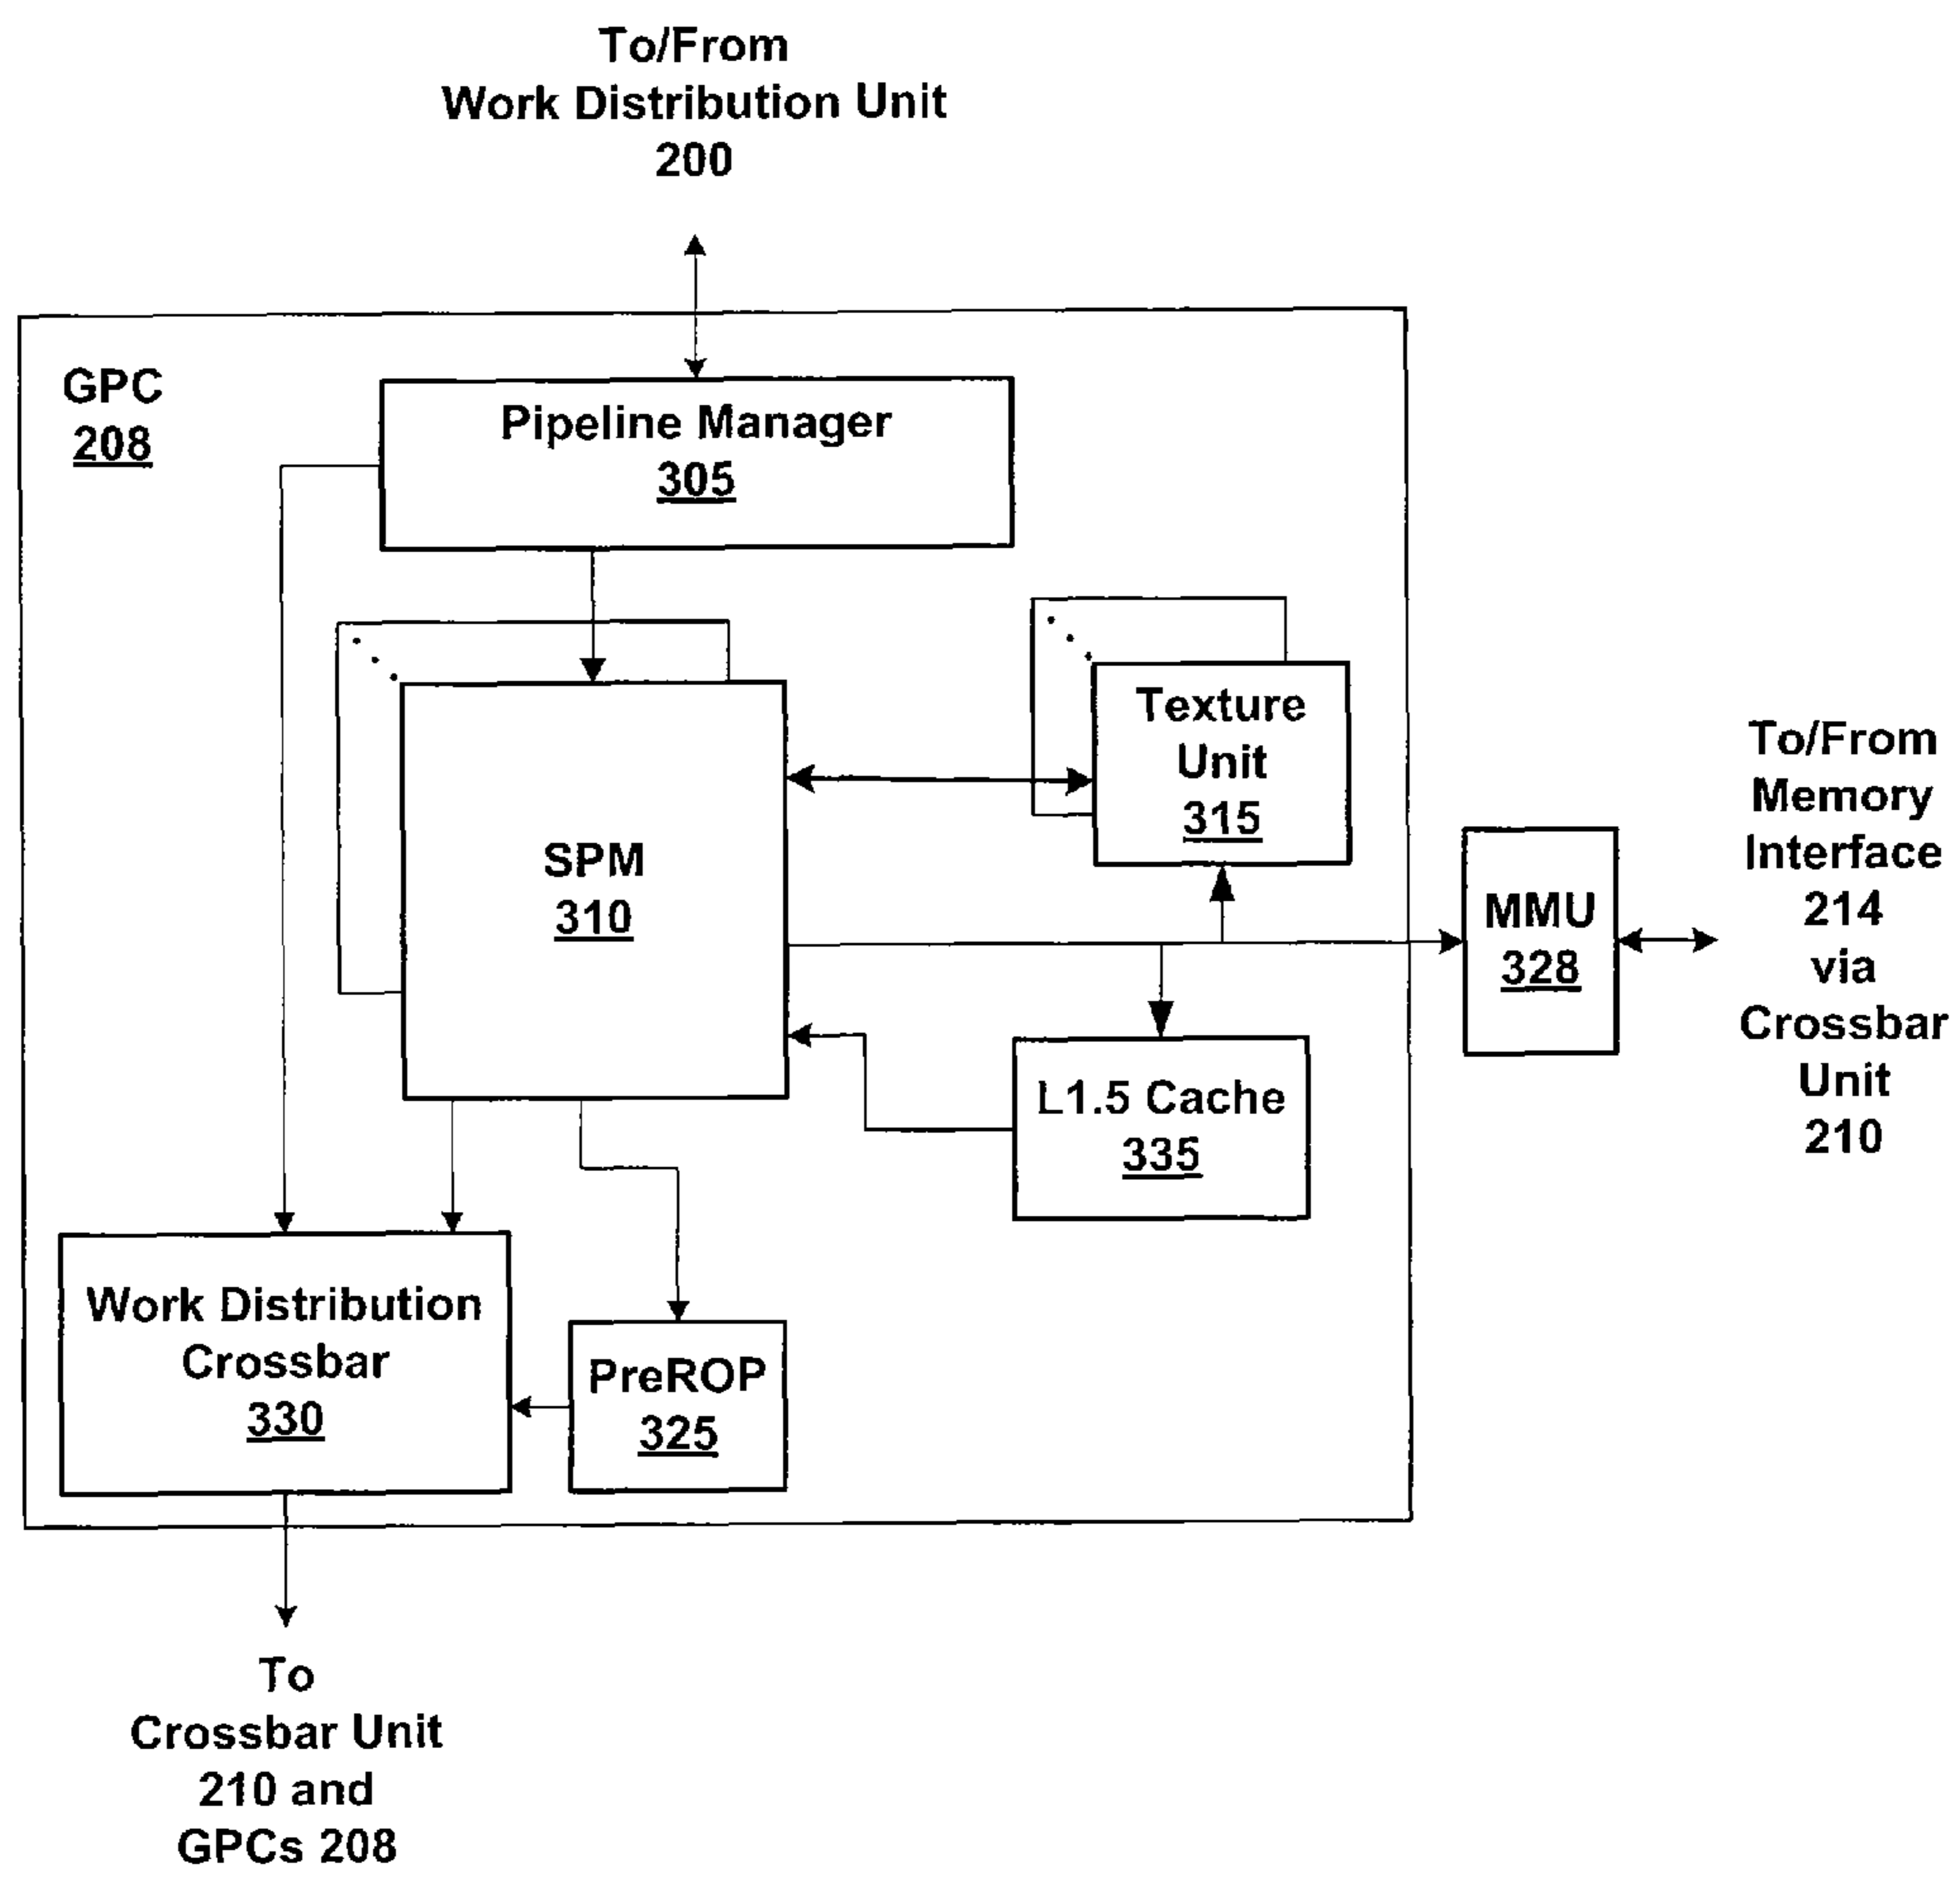 To/From
Work Distribution Unit
200
GPC
208
Pipeline Manager
305
Texture
Unit
315
SPM
310
To/From
Memory
Interface
214
via
Crossbar
Unit
210
MMU
328
L1.5 Cache
335
Work Distribution
Crossbar
330
PreROP
325
To
Crossbar Unit
210 and
GPCs 208